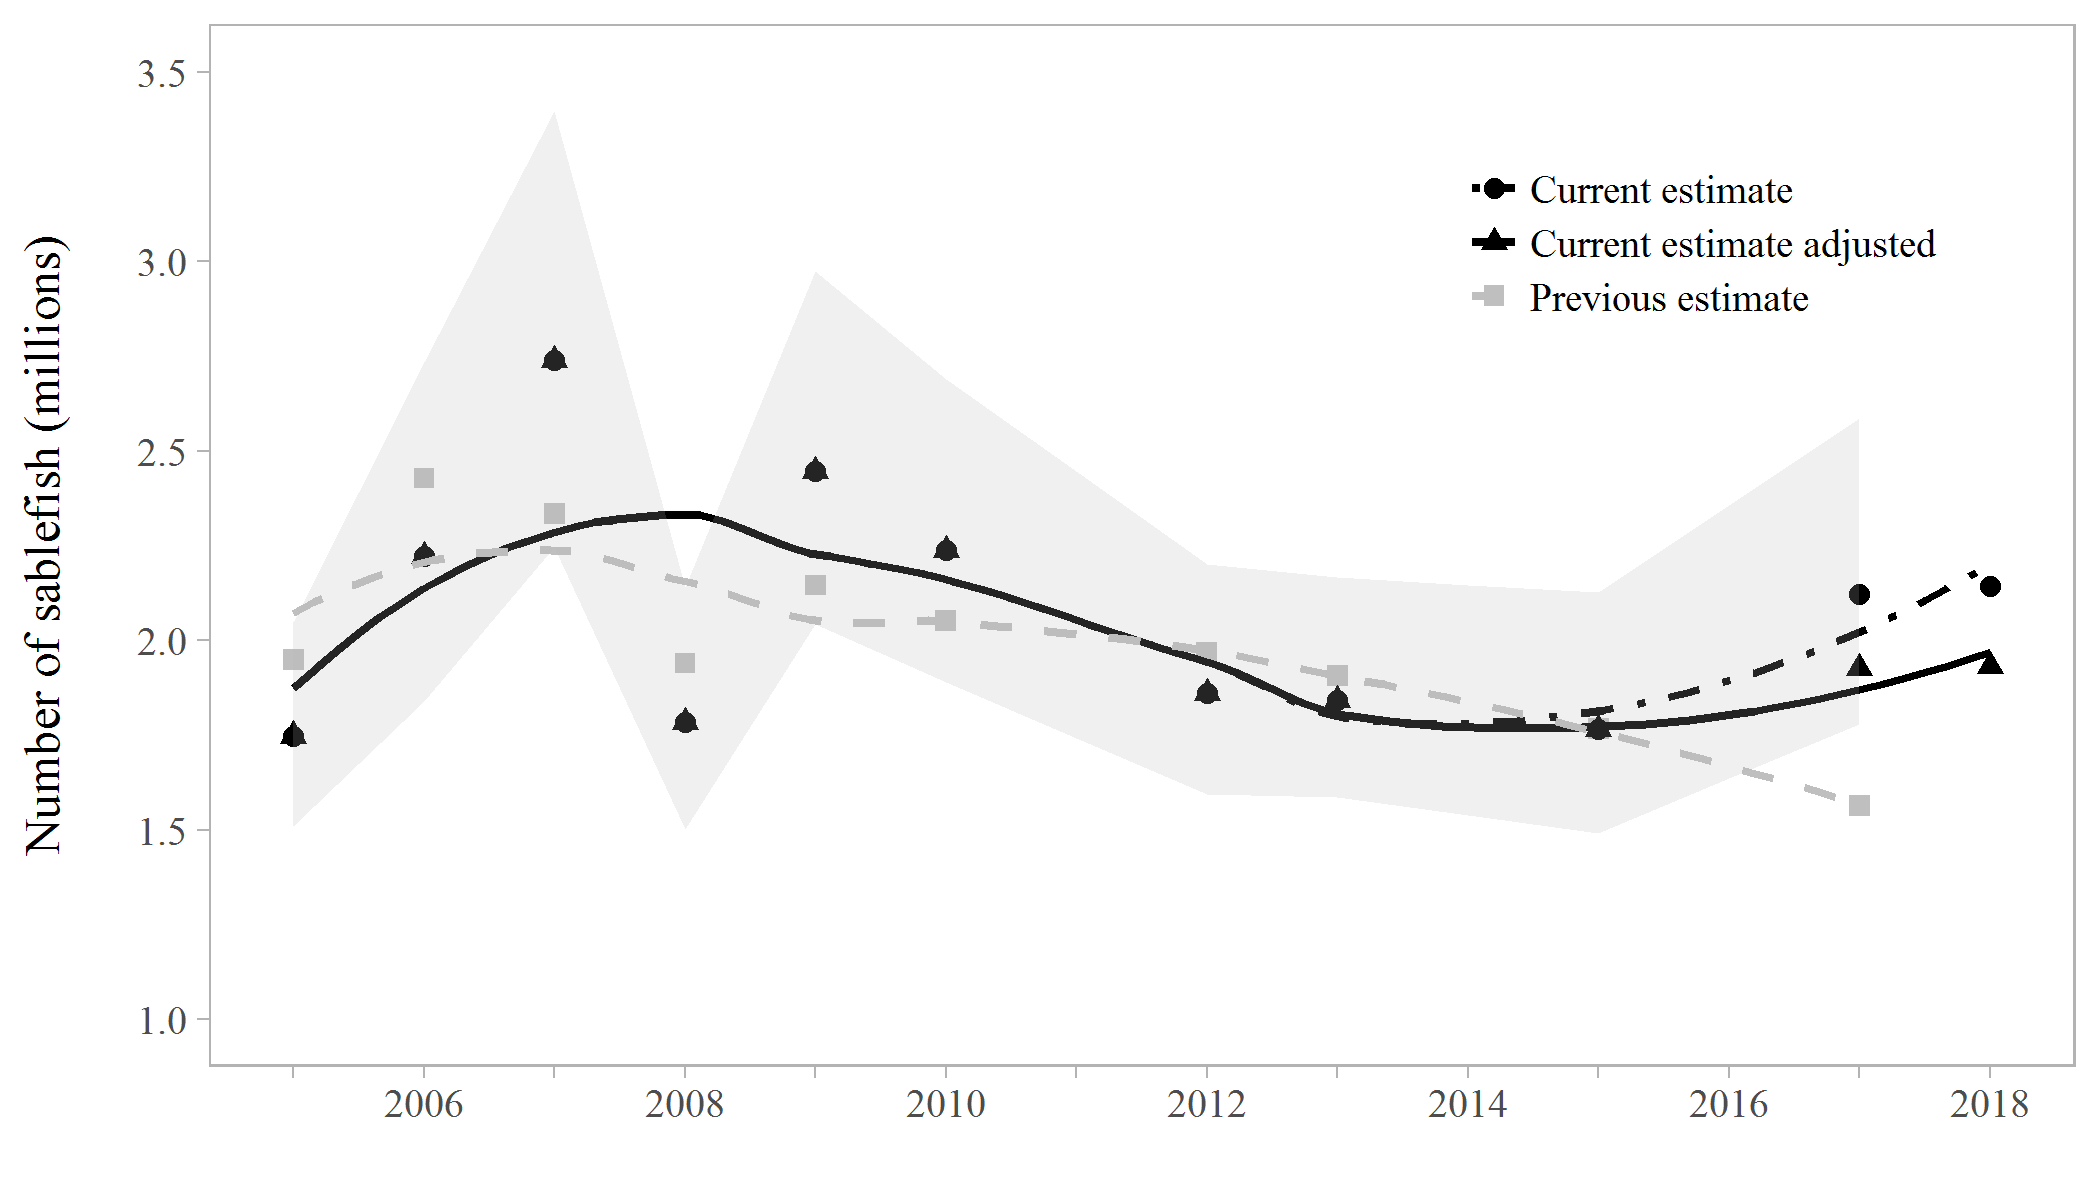 Number of sablefish (millions)
3.5
3.0
2.5
2.0
1.5
1.0
Current estimate
Current estimate adjusted
Previous estimate
2006 2008 2010 2012 2014 2016 2018